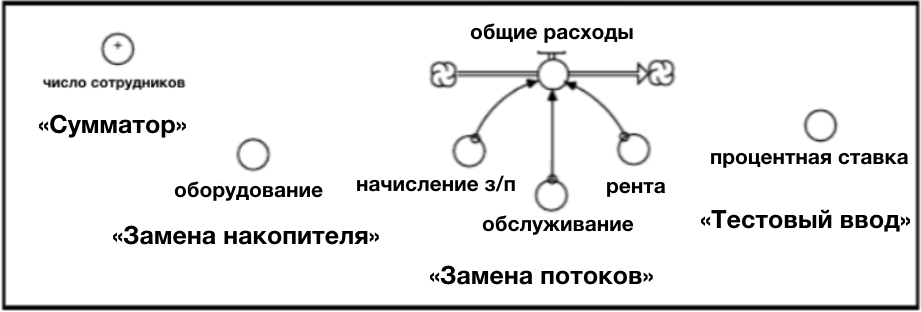 общие расходы
+
число сотрудников
«Сумматор»
оборудование
«Замена накопителя»
начисление з/п
рента
обслуживание
«Замена потоков»
процентная ставка
«Тестовый ввод»